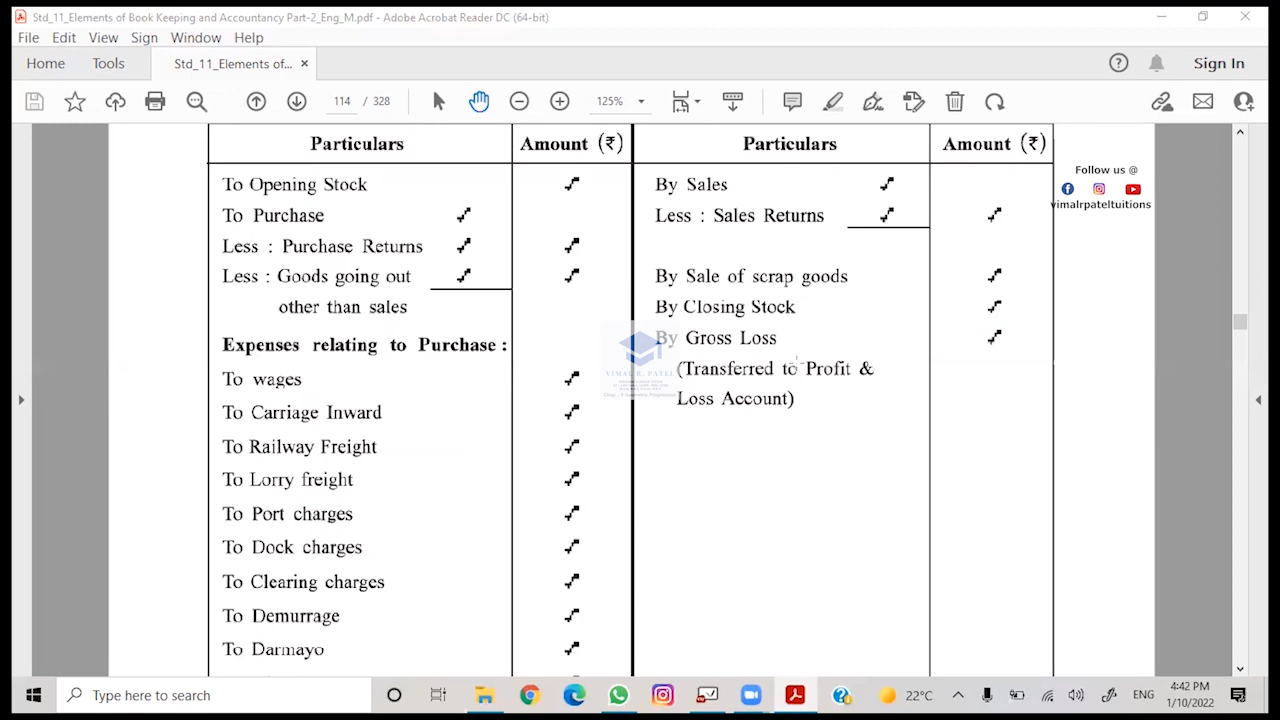 Std_11_Elements of Book Keeping and Accountancy Part-2_Eng_M.pdf - Adobe Acrobat Reader DC (64-bit)
File Edit View Sign Window Help
Home Tools Std_11_Elements of... Sign In
114 / 328 125%
Particulars Amount (₹) Particulars Amount (₹)
Follow us @
vimalrpateltuitions
To Opening Stock By Sales
To Purchase Less : Sales Returns
Less : Purchase Returns
Less : Goods going out By Sale of scrap goods
other than sales By Closing Stock
Expenses relating to Purchase : By Gross Loss
(Transferred to Profit &
To wages Loss Account)
VIMAL R. PATEL
To Carriage Inward
To Railway Freight
To Lorry freight
To Port charges
To Dock charges
To Clearing charges
To Demurrage
To Darmayo
Type here to search 22°C ENG 4:42 PM
1/10/2022